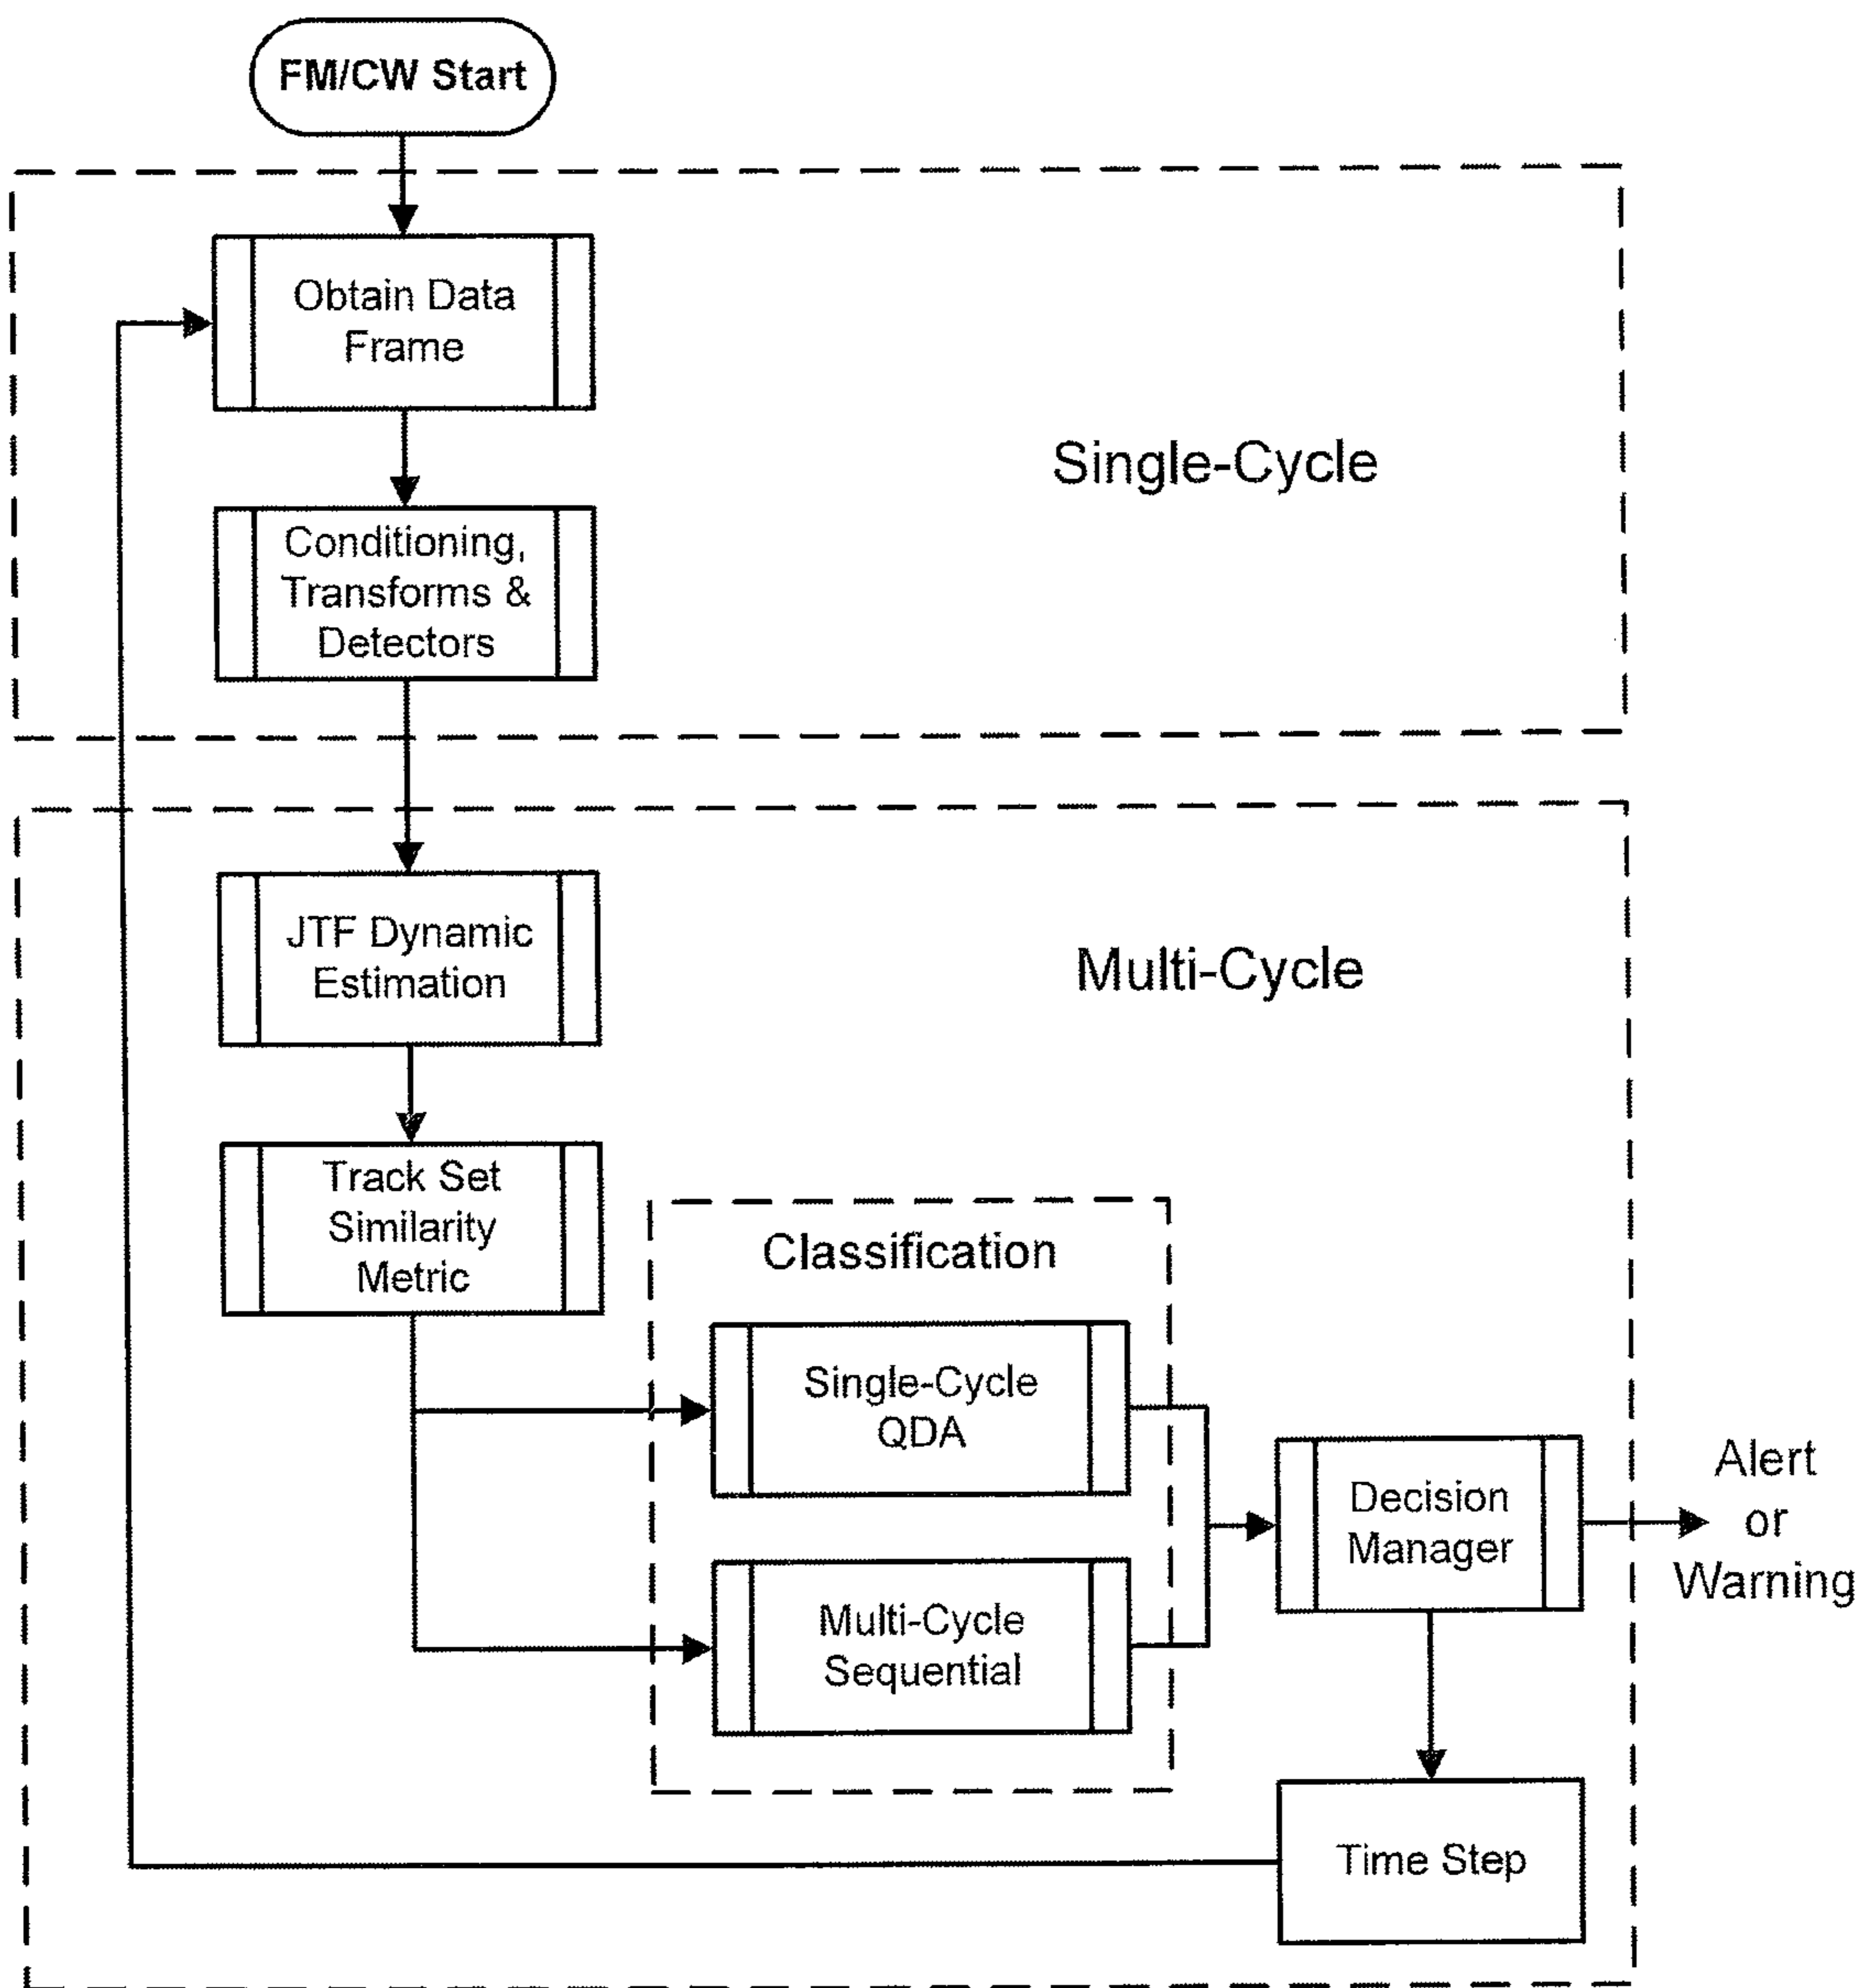 FM/CW Start
Obtain Data
Frame
Single-Cycle
Conditioning,
Transforms &
Detectors
JTF Dynamic
Estimation
Multi-Cycle
Track Set
Similarity
Metric
Classification
Single-Cycle
QDA
Multi-Cycle
Sequential
Decision
Manager
Alert
or
Warning
Time Step